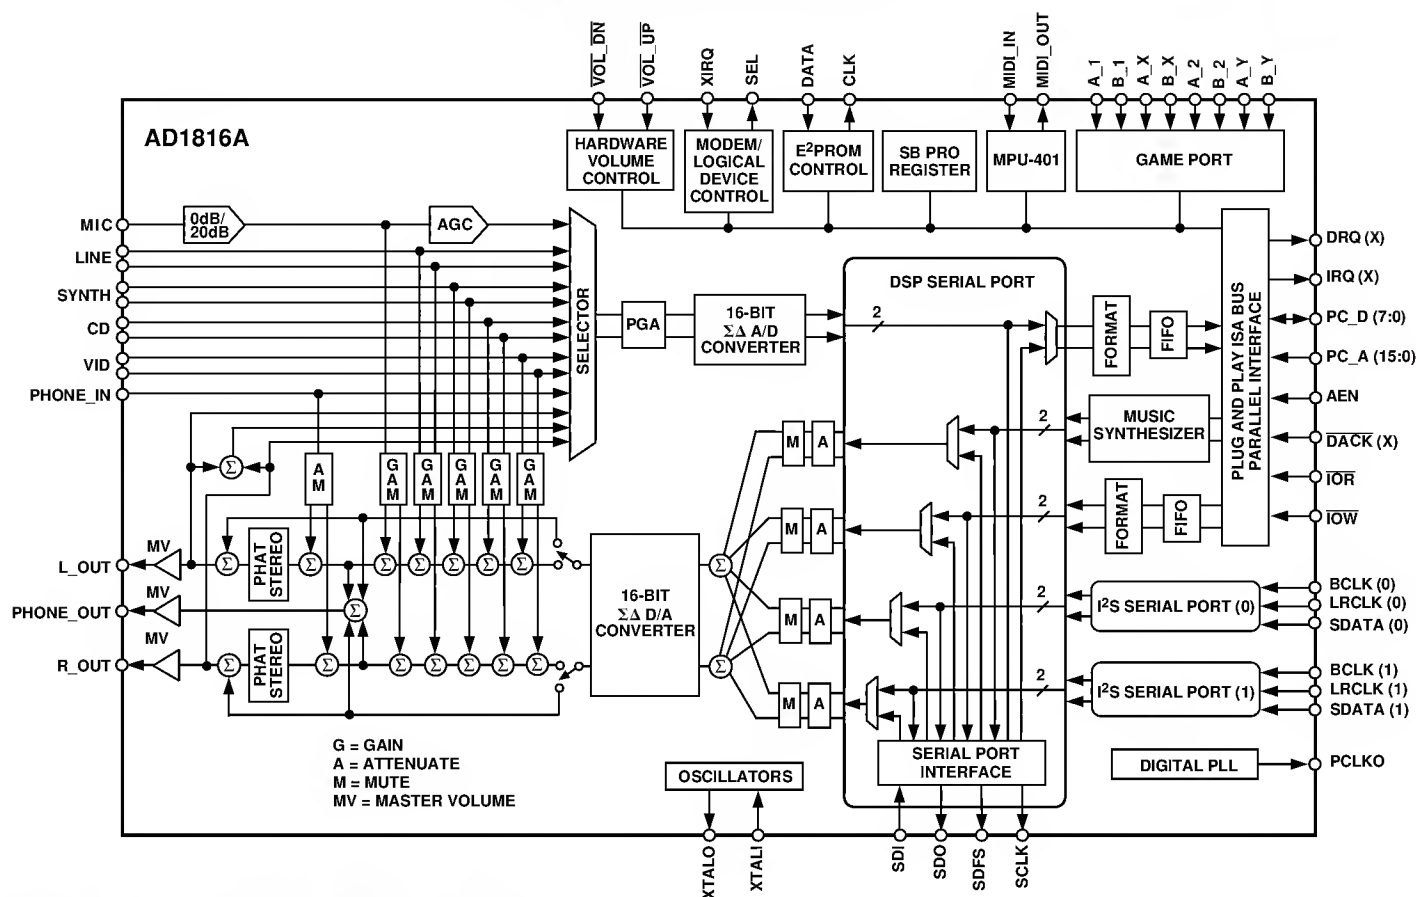 VOL_DN
VOL_UP
XIRQ
SEL
DATA
CLK
MIDI_IN
MIDI_OUT
A_1
B_1
A_X
B_X
A_2
B_2
A_Y
B_Y
AD1816A
HARDWARE
VOLUME
CONTROL
MODEM/
LOGICAL
DEVICE
CONTROL
E²PROM
CONTROL
SB PRO
REGISTER
MPU-401
GAME PORT
MIC
LINE
SYNTH
CD
VID
PHONE_IN
0dB/
20dB
AGC
SELECTOR
PGA
16-BIT
ΣΔ A/D
CONVERTER
DSP SERIAL PORT
2
FORMAT
FIFO
PLUG AND PLAY ISA BUS
PARALLEL INTERFACE
DRQ (X)
IRQ (X)
PC_D (7:0)
PC_A (15:0)
AEN
DACK (X)
IOR
IOW
2
MUSIC
SYNTHESIZER
M
A
Σ
A
M
G
A
M
G
A
M
G
A
M
G
A
M
G
A
M
2
FORMAT
FIFO
M
A
L_OUT
MV
Σ
PHAT
STEREO
Σ
Σ
Σ
Σ
Σ
Σ
16-BIT
ΣΔ D/A
CONVERTER
Σ
PHONE_OUT
MV
Σ
M
A
2
I²S SERIAL PORT (0)
BCLK (0)
LRCLK (0)
SDATA (0)
R_OUT
MV
Σ
PHAT
STEREO
Σ
Σ
Σ
Σ
Σ
Σ
Σ
M
A
2
I²S SERIAL PORT (1)
BCLK (1)
LRCLK (1)
SDATA (1)
G = GAIN
A = ATTENUATE
M = MUTE
MV = MASTER VOLUME
OSCILLATORS
SERIAL PORT
INTERFACE
DIGITAL PLL
PCLKO
XTALO
XTALI
SDI
SDO
SDFS
SCLK